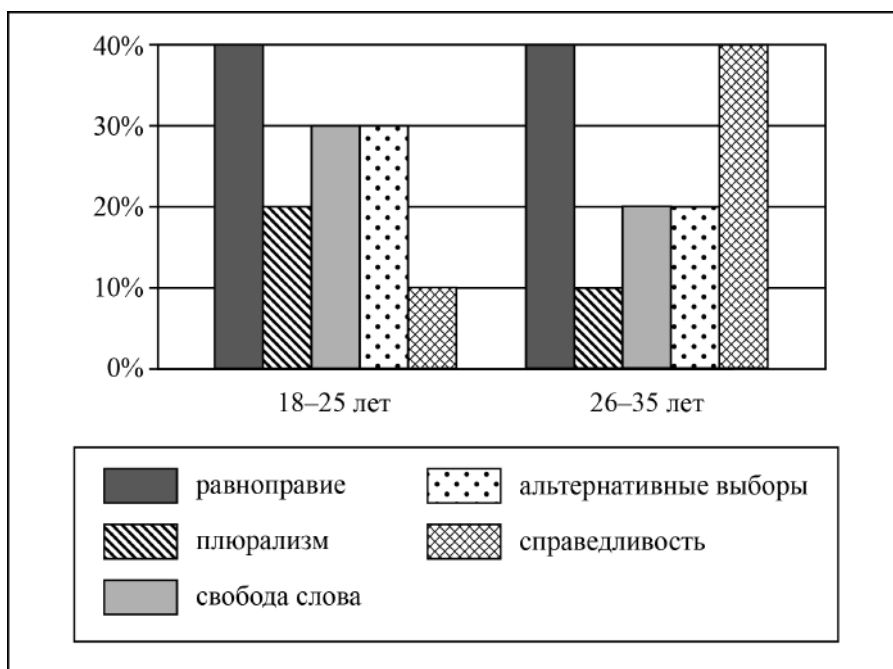 40%
30%
20%
10%
0%
18–25 лет
26–35 лет
равноправие
плюрализм
свобода слова
альтернативные выборы
справедливость